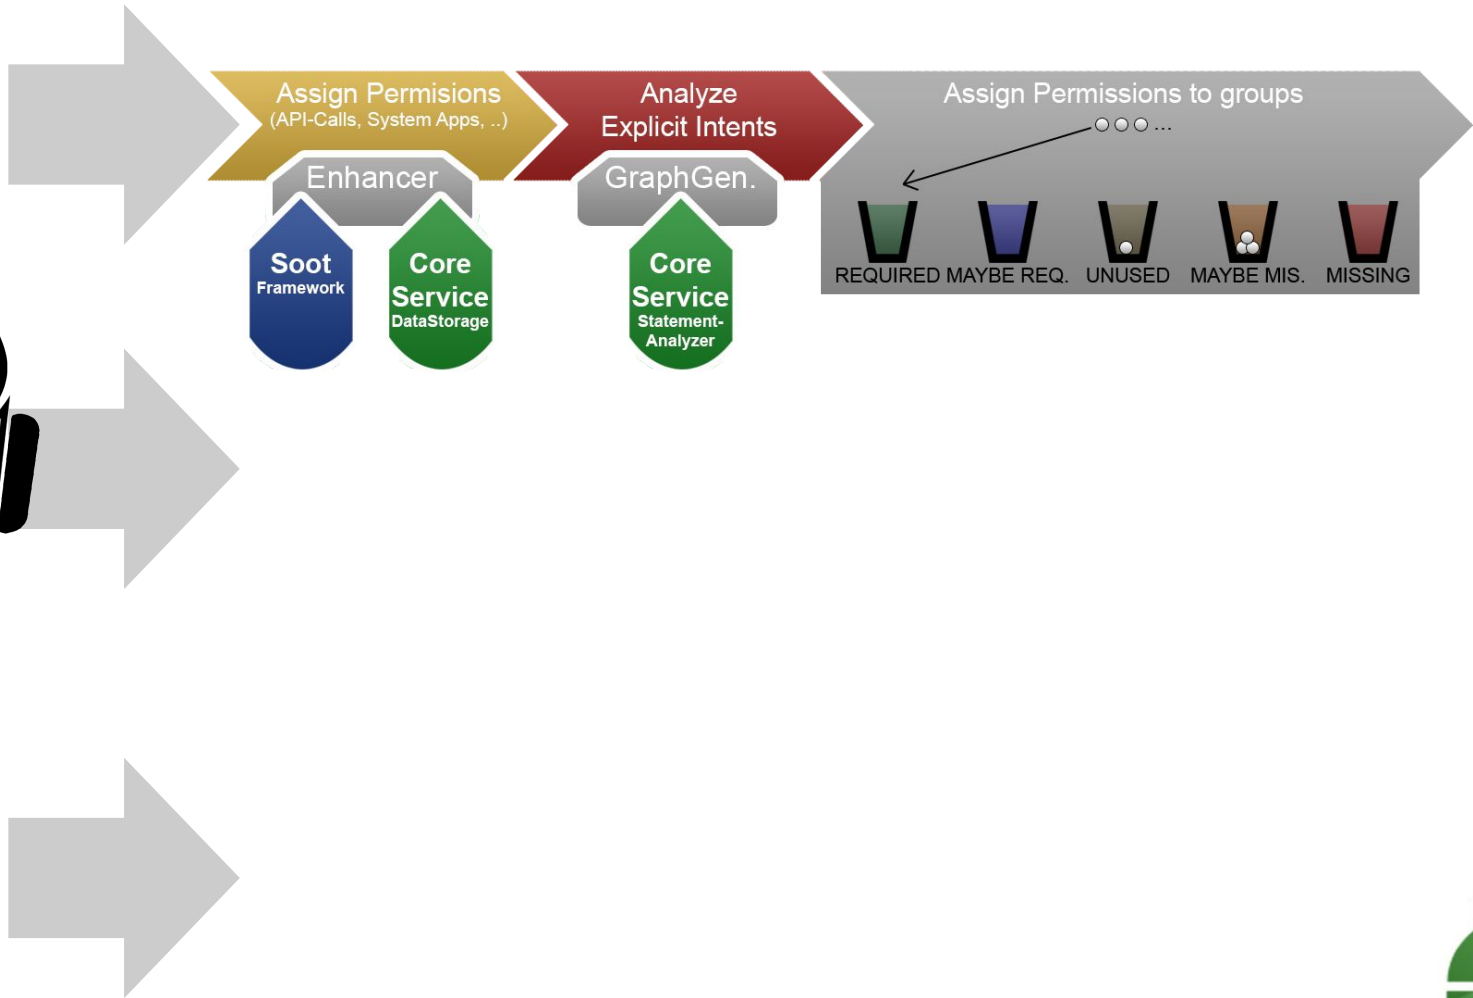 Assign Permisions
(API-Calls, System Apps, ..)
Enhancer
Soot
Framework
Core
Service
DataStorage
Analyze
Explicit Intents
GraphGen.
Core
Service
Statement-
Analyzer
Assign Permissions to groups
...
REQUIRED MAYBE REQ. UNUSED MAYBE MIS. MISSING